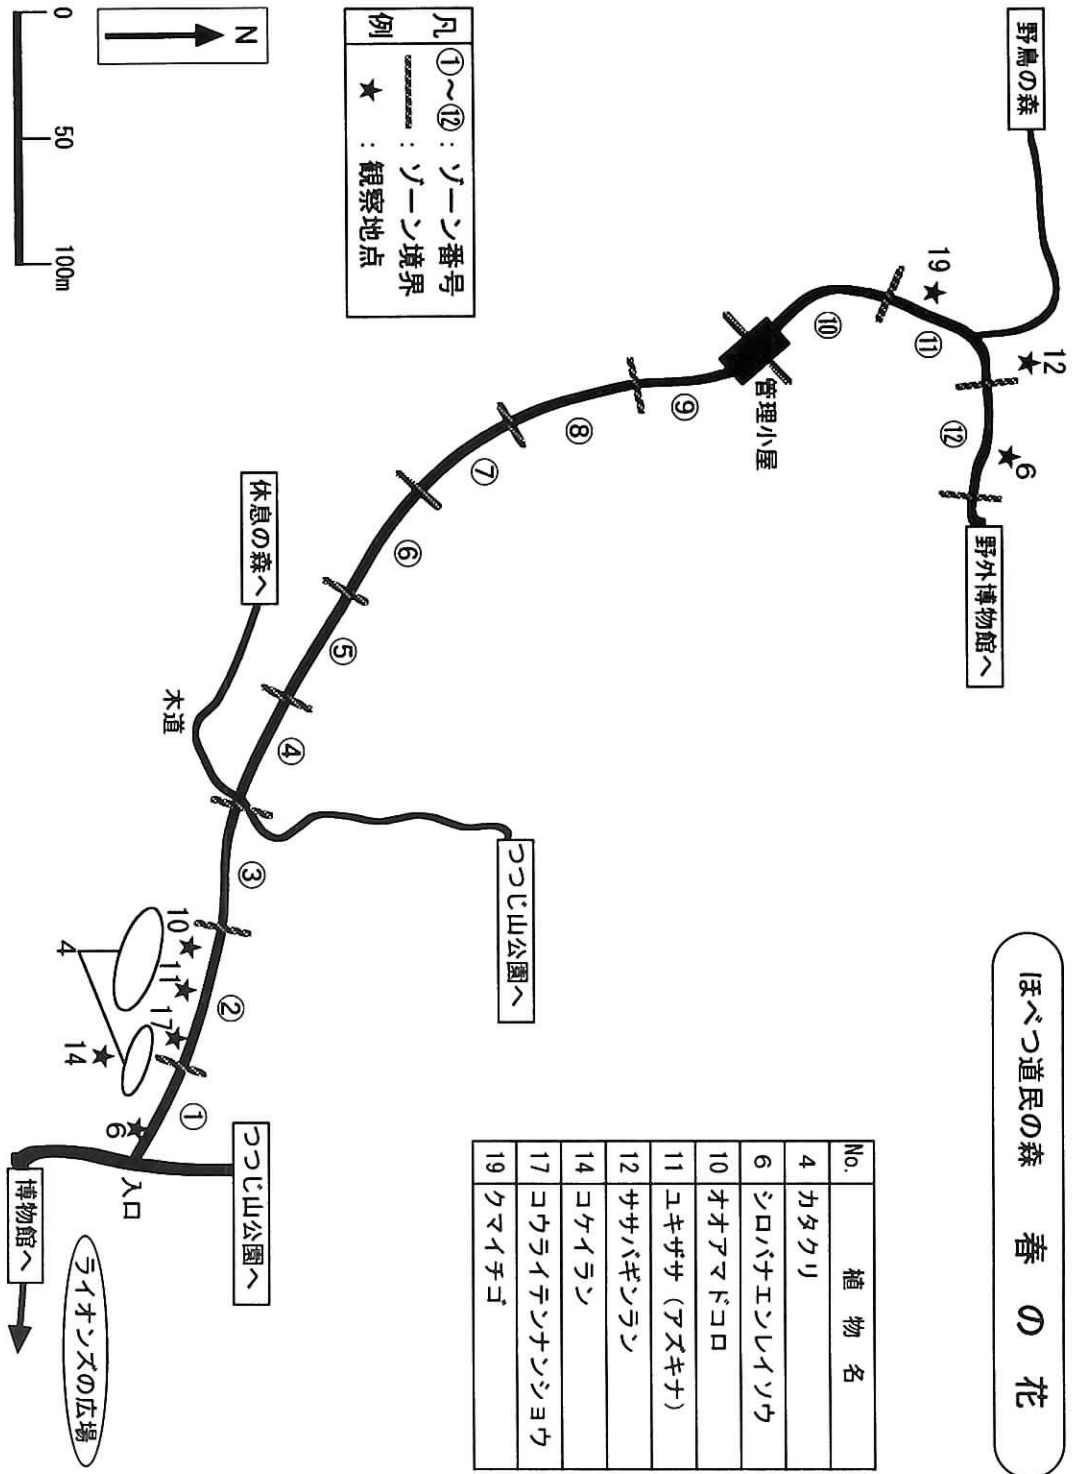 ほべつ道民の森 春の花
野鳥の森
19
12
6
⑩
⑪
⑫
管理小屋
野外博物館へ
⑨
⑧
⑦
⑥
⑤
④
③
②
①
休息の森へ
木道
つつじ山公園へ
10
11
17
4
14
6
入口
つつじ山公園へ
博物館へ
ライオンズの広場
凡例
①~⑫:ゾーン番号
:ゾーン境界
★:観察地点
N
0 50 100m
No. 植物名
4 カタクリ
6 シロバナエンレイソウ
10 オオアマドコロ
11 ユキザサ(アズキナ)
12 ササバギンラン
14 コケイラン
17 コウライテンナンショウ
19 クマイチゴ